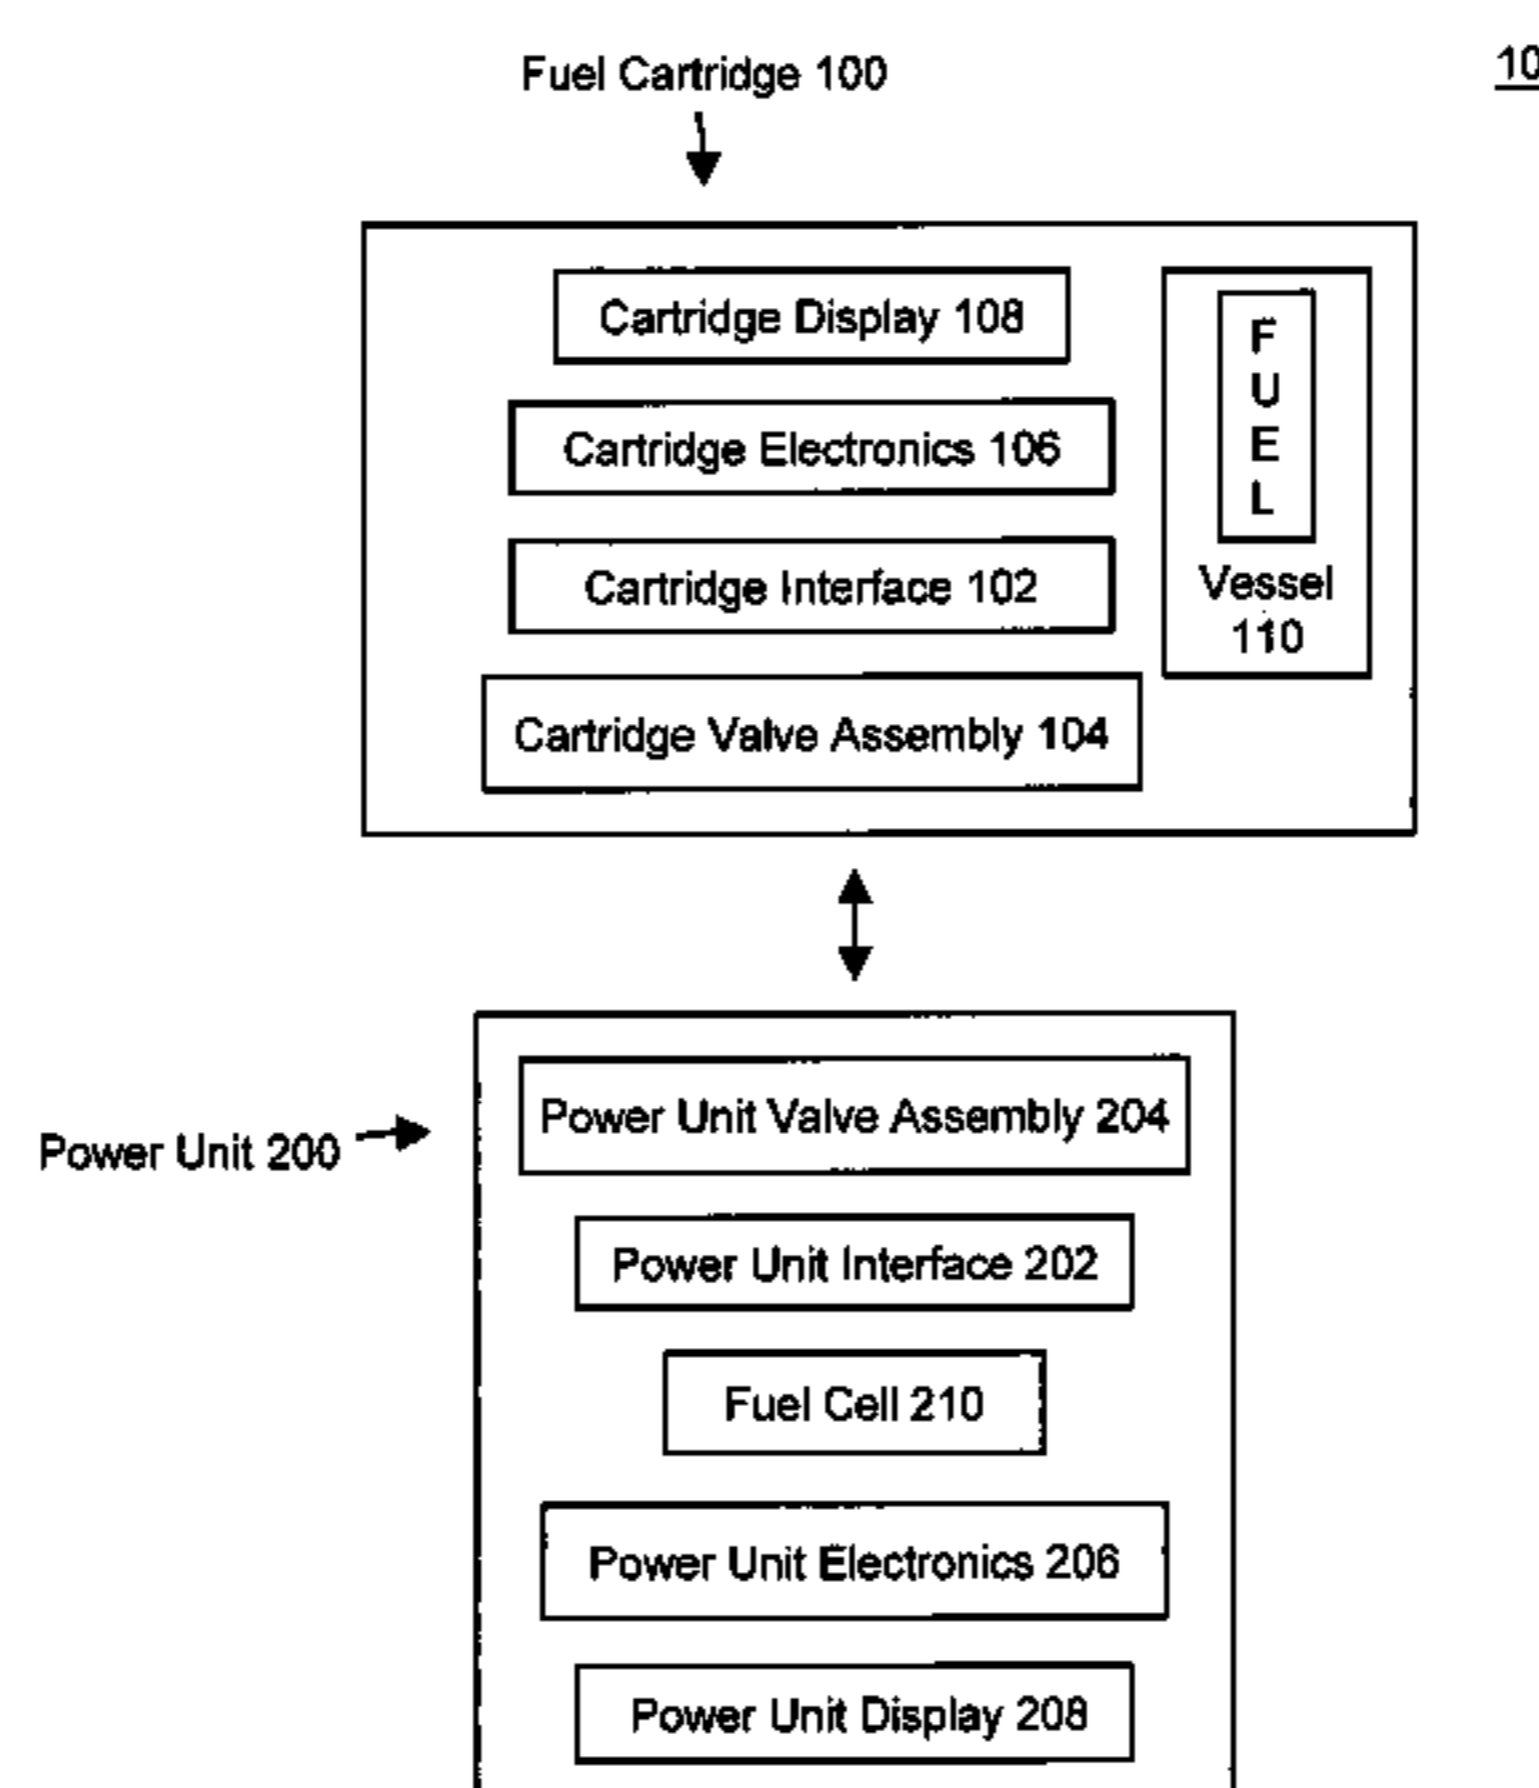 Fuel Cartridge 100
10
Cartridge Display 108
Cartridge Electronics 106
Cartridge Interface 102
Cartridge Valve Assembly 104
F
U
E
L
Vessel
110
Power Unit 200
Power Unit Valve Assembly 204
Power Unit Interface 202
Fuel Cell 210
Power Unit Electronics 206
Power Unit Display 208